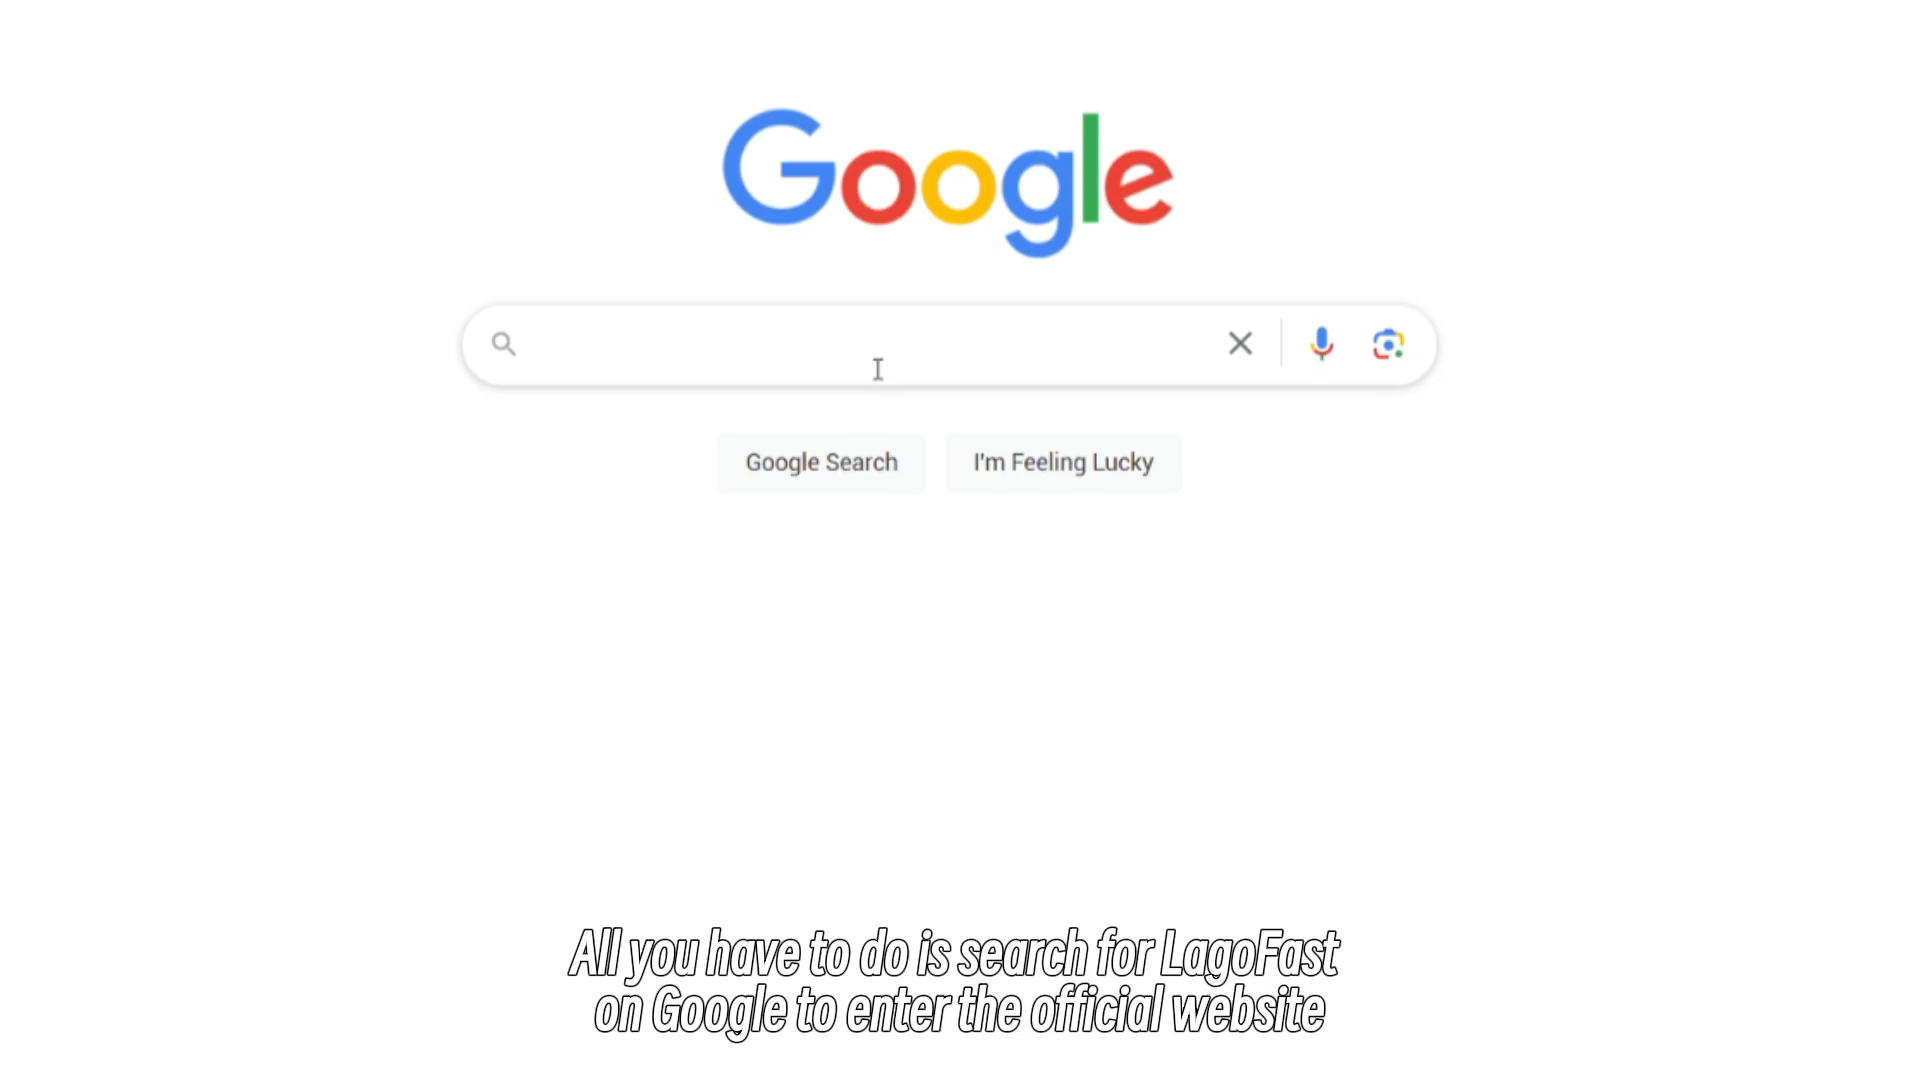 Google
Google Search
I'm Feeling Lucky
All you have to do is search for LagoFast
on Google to enter the official website